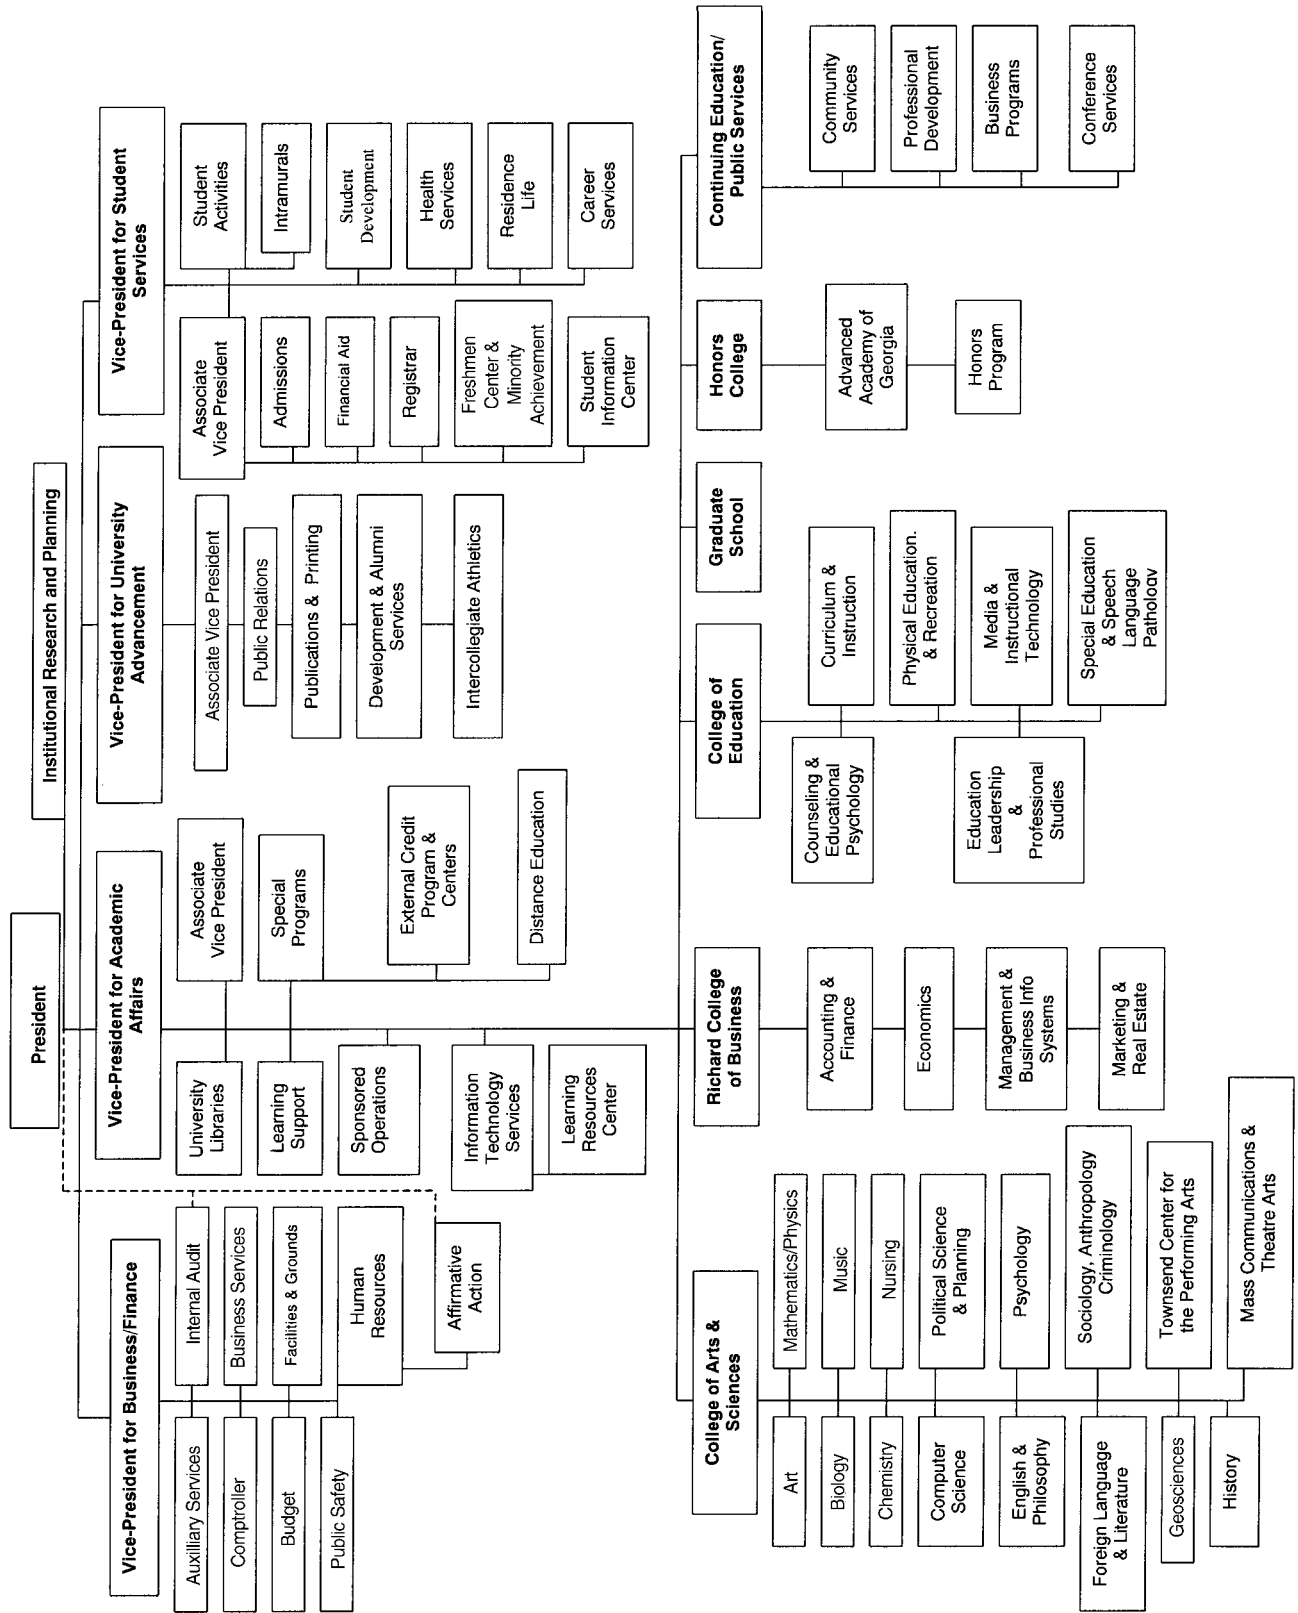 President
Institutional Research and Planning
Vice-President for Business/Finance
Auxilliary Services
Internal Audit
Comptroller
Business Services
Budget
Facilities & Grounds
Public Safety
Human
Resources
Affirmative
Action
Vice-President for Academic
Affairs
University
Libraries
Associate
Vice President
Learning
Support
Special
Programs
Sponsored
Operations
External Credit
Program &
Centers
Information
Technology
Services
Distance Education
Learning
Resources
Center
Vice-President for University
Advancement
Associate Vice President
Public Relations
Publications & Printing
Development & Alumni
Services
Intercollegiate Athletics
Vice-President for Student
Services
Associate
Vice President
Student
Activities
Admissions
Intramurals
Financial Aid
Student
Development
Registrar
Health
Services
Freshmen
Center &
Minority
Achievement
Residence
Life
Student
Information
Center
Career
Services
College of Arts &
Sciences
Art
Mathematics/Physics
Biology
Music
Chemistry
Nursing
Computer
Science
Political Science
& Planning
English &
Philosophy
Psychology
Foreign Language
& Literature
Sociology, Anthropology
Criminology
Geosciences
Townsend Center for
the Performing Arts
History
Mass Communications &
Theatre Arts
Richard College
of Business
Accounting &
Finance
Economics
Management &
Business Info
Systems
Marketing &
Real Estate
College of
Education
Counseling &
Educational
Psychology
Curriculum &
Instruction
Physical Education.
& Recreation
Education
Leadership
&
Professional
Studies
Media &
Instructional
Technology
Special Education
& Speech
Language
Pathology
Graduate
School
Honors
College
Advanced
Academy of
Georgia
Honors
Program
Continuing Education/
Public Services
Community
Services
Professional
Development
Business
Programs
Conference
Services